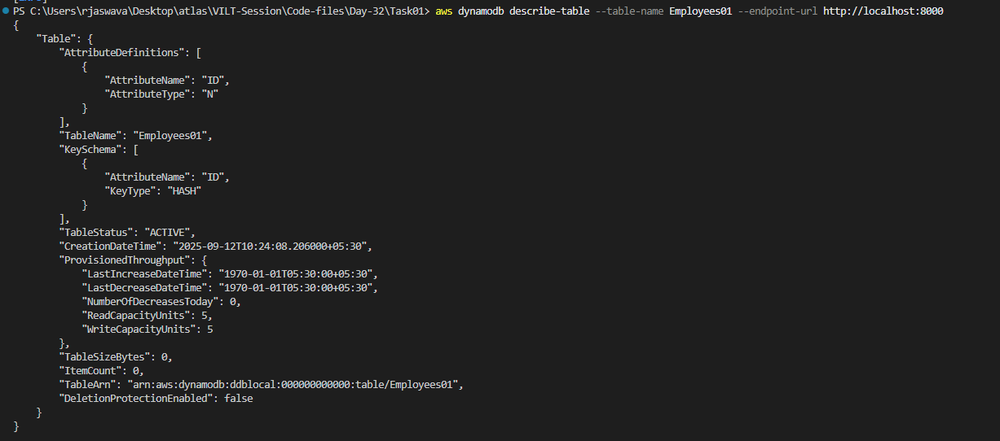 PS C:\Users\rjaswava\Desktop\atlas\VILT-Session\Code-files\Day-32\Task01> aws dynamodb describe-table --table-name Employees01 --endpoint-url http://localhost:8000
{
    "Table": {
        "AttributeDefinitions": [
            {
                "AttributeName": "ID",
                "AttributeType": "N"
            }
        ],
        "TableName": "Employees01",
        "KeySchema": [
            {
                "AttributeName": "ID",
                "KeyType": "HASH"
            }
        ],
        "TableStatus": "ACTIVE",
        "CreationDateTime": "2025-09-12T10:24:08.206000+05:30",
        "ProvisionedThroughput": {
            "LastIncreaseDateTime": "1970-01-01T05:30:00+05:30",
            "LastDecreaseDateTime": "1970-01-01T05:30:00+05:30",
            "NumberOfDecreasesToday": 0,
            "ReadCapacityUnits": 5,
            "WriteCapacityUnits": 5
        },
        "TableSizeBytes": 0,
        "ItemCount": 0,
        "TableArn": "arn:aws:dynamodb:ddblocal:000000000000:table/Employees01",
        "DeletionProtectionEnabled": false
    }
}